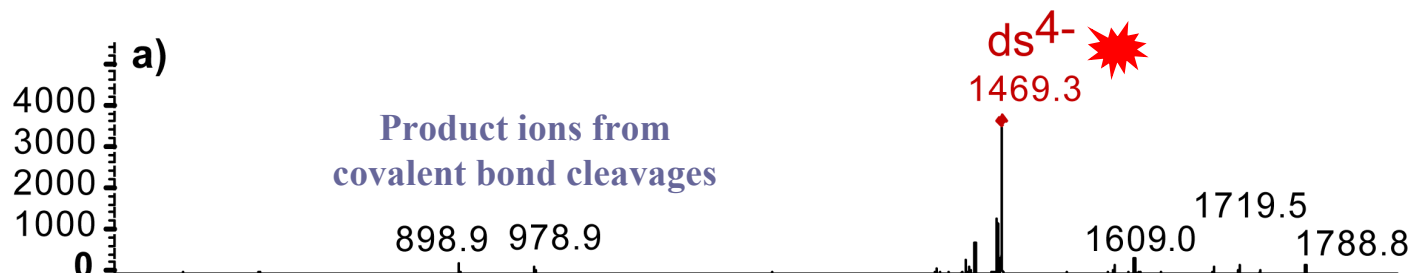 a)
ds4-
1469.3
4000
3000
2000
1000
0
Product ions from
covalent bond cleavages
898.9
978.9
1609.0
1719.5
1788.8